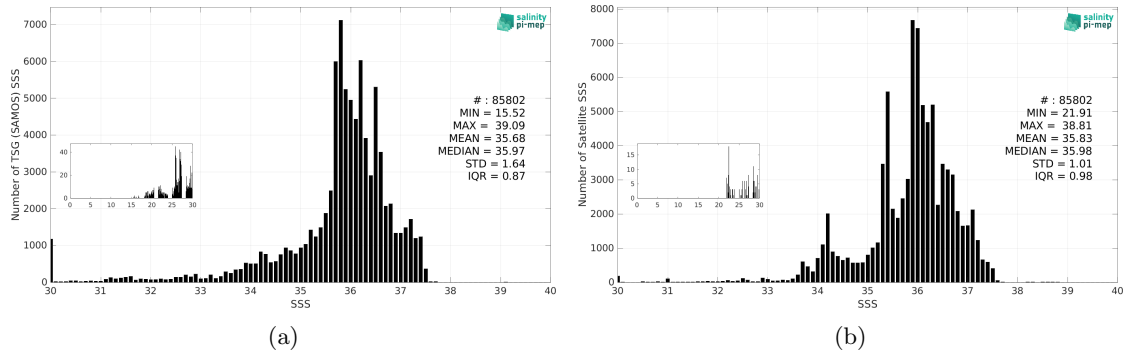 salinity
pi-mep
Number of TSG (SAMOS) SSS
7000
6000
5000
4000
3000
2000
1000
0
30 31 32 33 34 35 36 37 38 39 40
SSS
# : 85802
MIN = 15.52
MAX = 39.09
MEAN = 35.68
MEDIAN = 35.97
STD = 1.64
IQR = 0.87
40
20
0
0 5 10 15 20 25 30
(a)
salinity
pi-mep
Number of Satellite SSS
8000
7000
6000
5000
4000
3000
2000
1000
0
30 31 32 33 34 35 36 37 38 39 40
SSS
# : 85802
MIN = 21.91
MAX = 38.81
MEAN = 35.83
MEDIAN = 35.98
STD = 1.01
IQR = 0.98
15
10
5
0
0 5 10 15 20 25 30
(b)